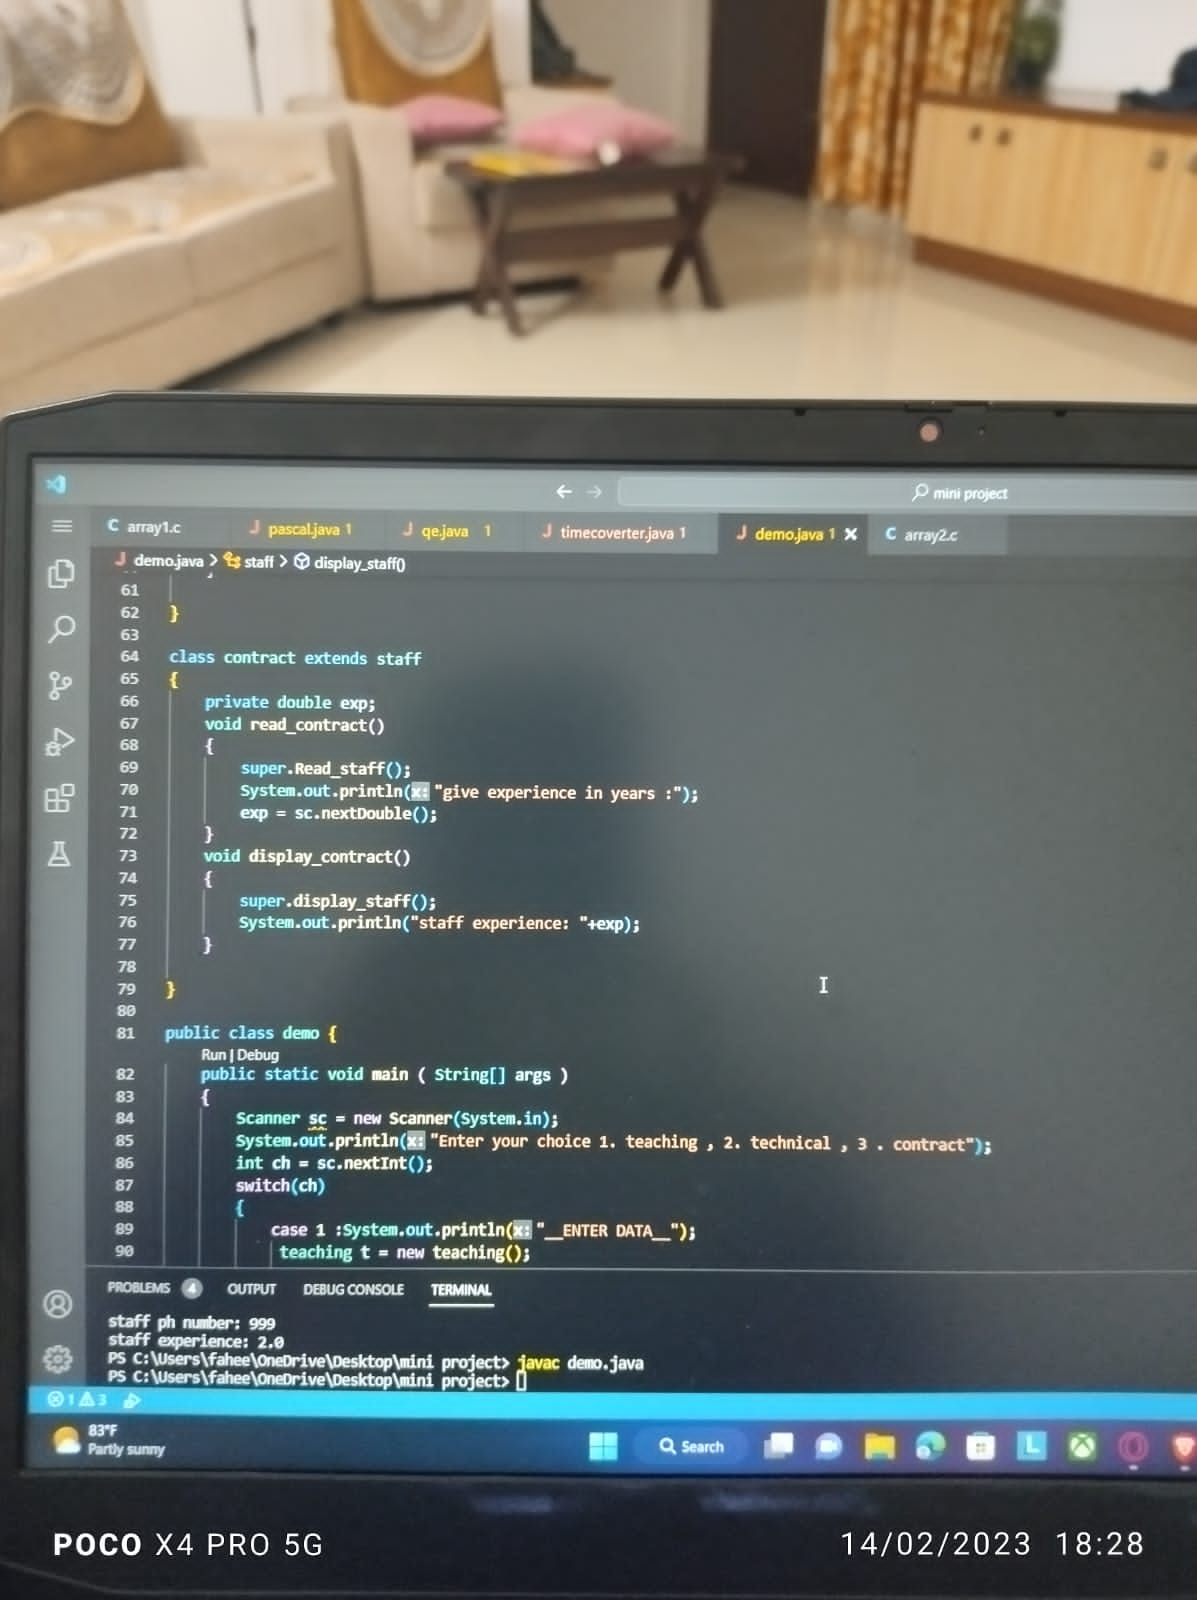 mini project
C array1.c J pascal.java 1 J qe.java 1 J timecoverter.java 1 J demo.java 1 × C array2.c
J demo.java > staff > display_staff()
61 }
62 }
63
64 class contract extends staff
65 {
66 private double exp;
67 void read_contract()
68 {
69 super.Read_staff();
70 System.out.println(x: "give experience in years :");
71 exp = sc.nextDouble();
72 }
73 void display_contract()
74 {
75 super.display_staff();
76 System.out.println("staff experience: "+exp);
77 }
78
79 }
80
81 public class demo {
Run | Debug
82 public static void main ( String[] args )
83 {
84 Scanner sc = new Scanner(System.in);
85 System.out.println(x: "Enter your choice 1. teaching , 2. technical , 3 . contract");
86 int ch = sc.nextInt();
87 switch(ch)
88 {
89 case 1 :System.out.println(x: "__ENTER DATA__");
90 teaching t = new teaching();
PROBLEMS 4 OUTPUT DEBUG CONSOLE TERMINAL
staff ph number: 999
staff experience: 2.0
PS C:\Users\fahee\OneDrive\Desktop\mini project> javac demo.java
PS C:\Users\fahee\OneDrive\Desktop\mini project>
1 3
83°F
Partly sunny
Search
L
POCO X4 PRO 5G
14/02/2023 18:28